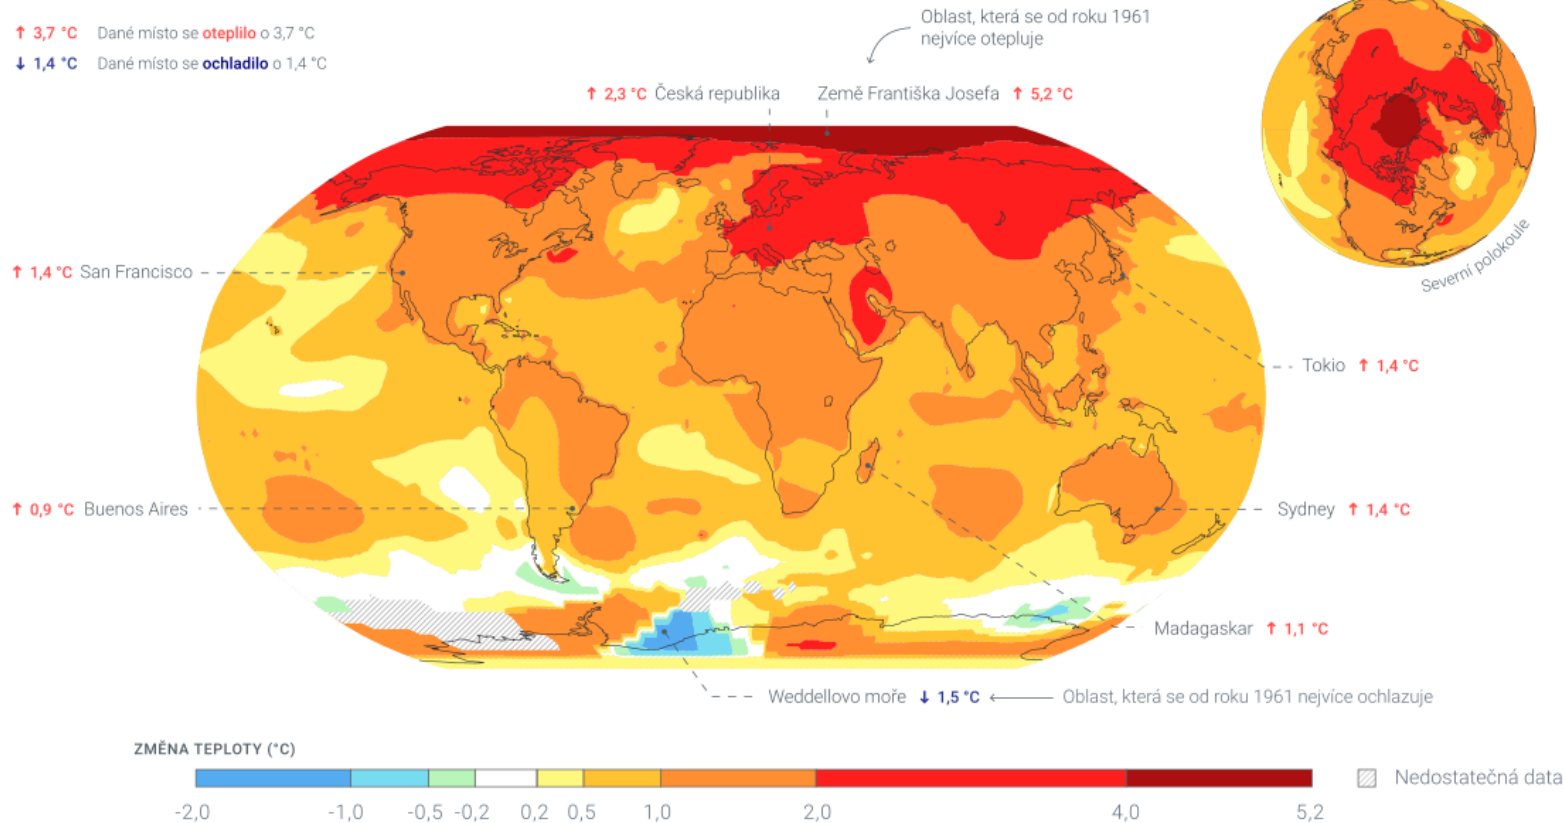 ↑ 3,7 °C Dané místo se oteplilo o 3,7 °C
↓ 1,4 °C Dané místo se ochladilo o 1,4 °C
Oblast, která se od roku 1961
nejvíce otepluje
↑ 2,3 °C Česká republika
Země Františka Josefa ↑ 5,2 °C
Severní polokoule
↑ 1,4 °C San Francisco
Tokio ↑ 1,4 °C
↑ 0,9 °C Buenos Aires
Sydney ↑ 1,4 °C
Madagaskar ↑ 1,1 °C
Weddellovo moře ↓ 1,5 °C
Oblast, která se od roku 1961 nejvíce ochlazuje
ZMĚNA TEPLOTY (°C)
-2,0 -1,0 -0,5 -0,2 0,2 0,5 1,0 2,0 4,0 5,2
Nedostatečná data